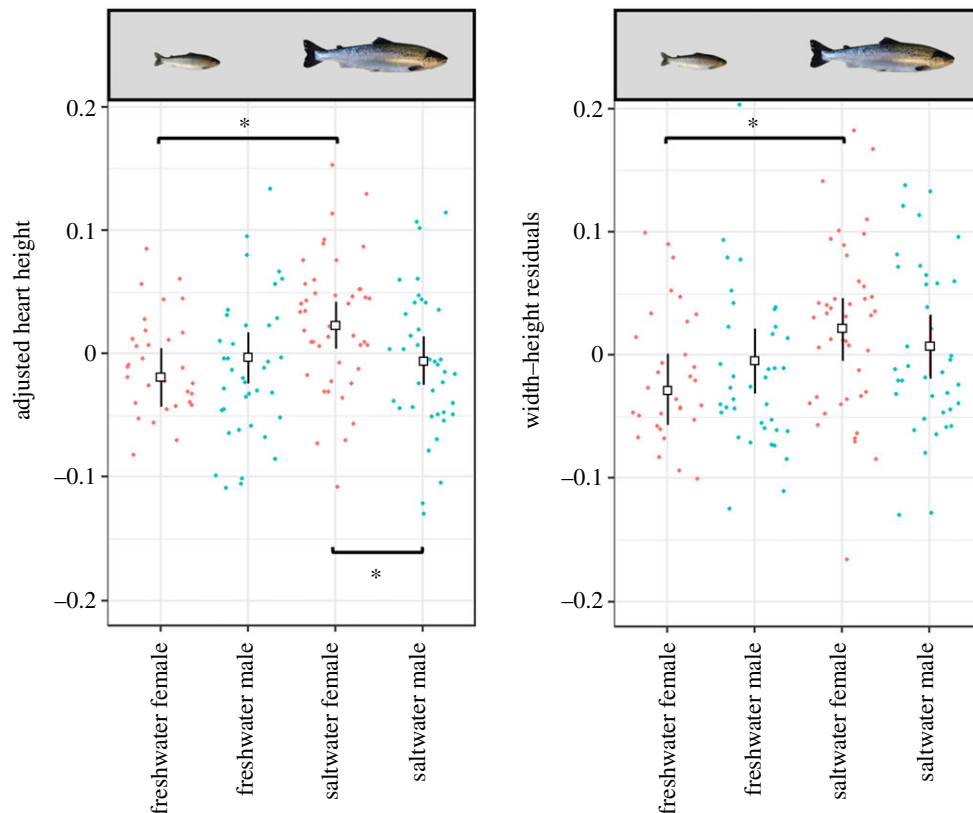 adjusted heart height
0.2
0.1
0
–0.1
–0.2
*
*
freshwater female
freshwater male
saltwater female
saltwater male
width–height residuals
0.2
0.1
0
–0.1
–0.2
*
freshwater female
freshwater male
saltwater female
saltwater male